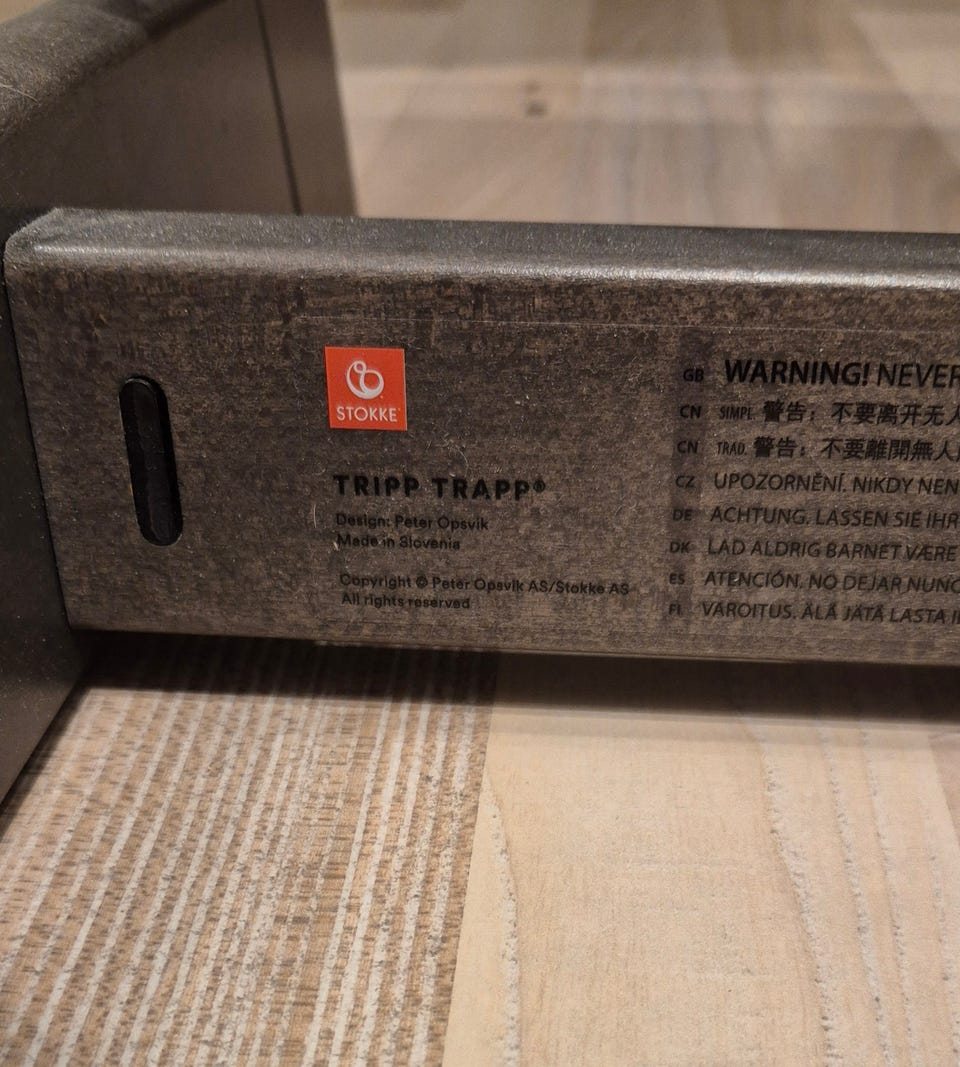 STOKKE
TRIPP TRAPP®
Design: Peter Opsvik
Made in Slovenia
Copyright © Peter Opsvik AS/Stokke AS
All rights reserved
GB WARNING! NEVER
CN SIMPL. 警告：不要离开无人
CN TRAD. 警告：不要離開無人
CZ UPOZORNĚNÍ. NIKDY NEN
DE ACHTUNG. LASSEN SIE IHR
DK LAD ALDRIG BARNET VÆRE
ES ATENCIÓN. NO DEJAR NUNC
FI VAROITUS. ÄLÄ JÄTÄ LASTA